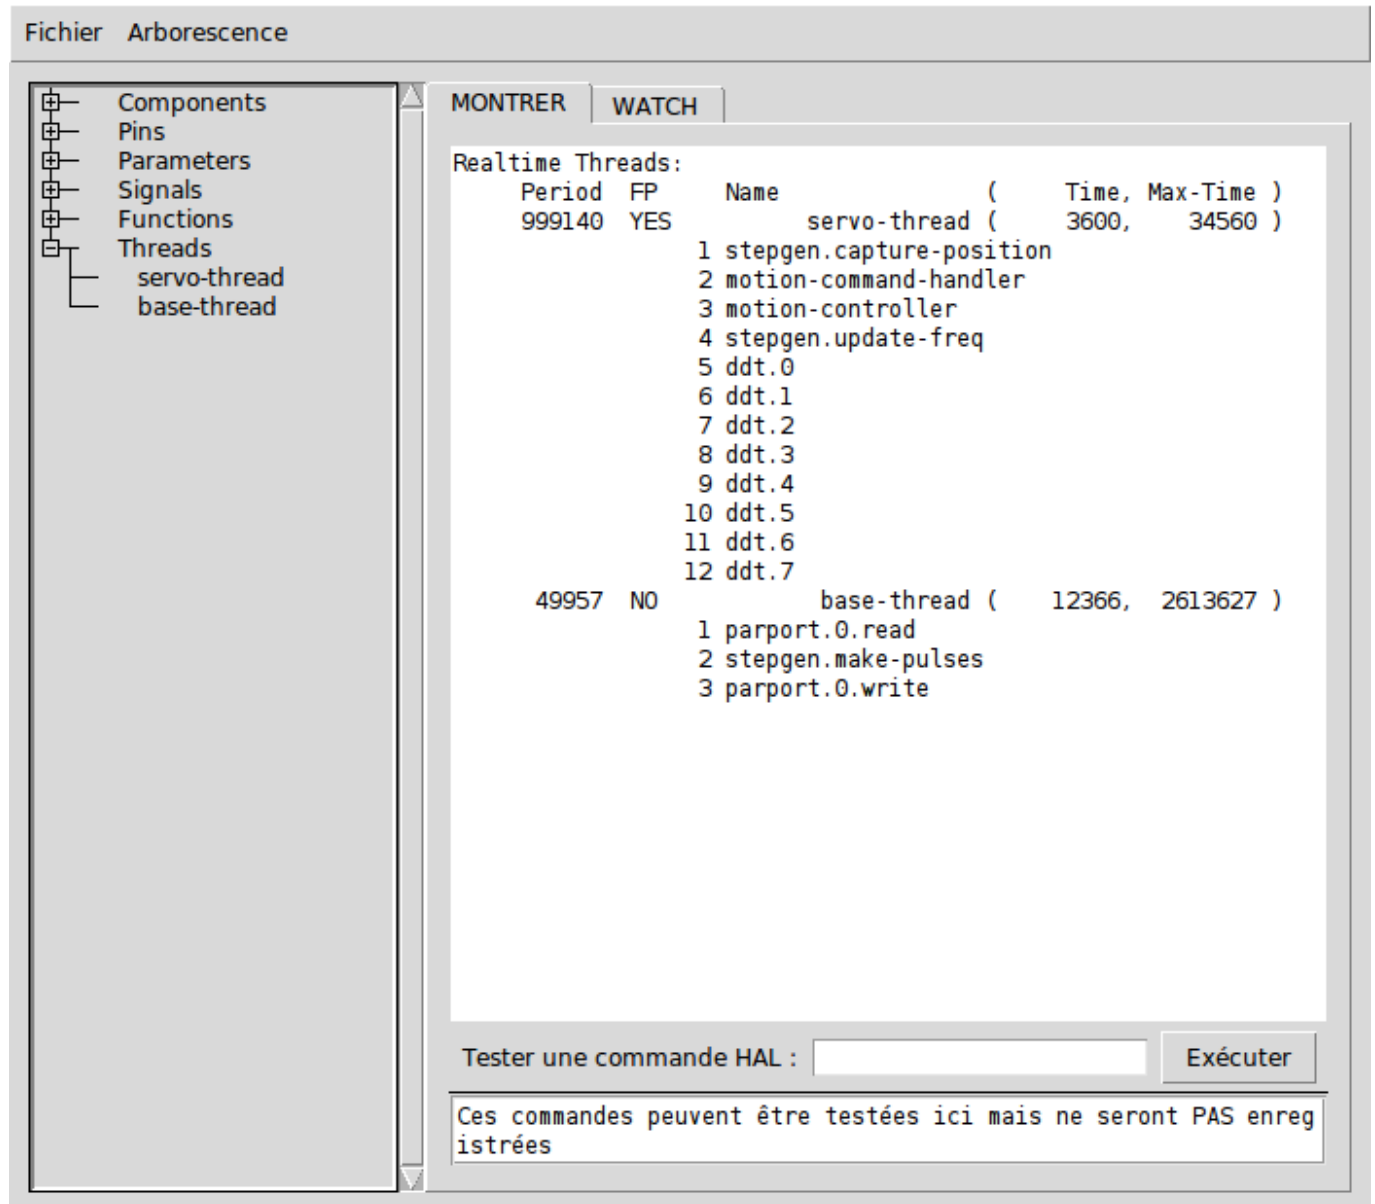 Fichier Arborescence
Components
Pins
Parameters
Signals
Functions
Threads
servo-thread
base-thread
MONTRER WATCH
Realtime Threads:
Period FP Name ( Time, Max-Time )
999140 YES servo-thread ( 3600, 34560 )
1 stepgen.capture-position
2 motion-command-handler
3 motion-controller
4 stepgen.update-freq
5 ddt.0
6 ddt.1
7 ddt.2
8 ddt.3
9 ddt.4
10 ddt.5
11 ddt.6
12 ddt.7
49957 NO base-thread ( 12366, 2613627 )
1 parport.0.read
2 stepgen.make-pulses
3 parport.0.write
Tester une commande HAL : Exécuter
Ces commandes peuvent être testées ici mais ne seront PAS enreg
istrées